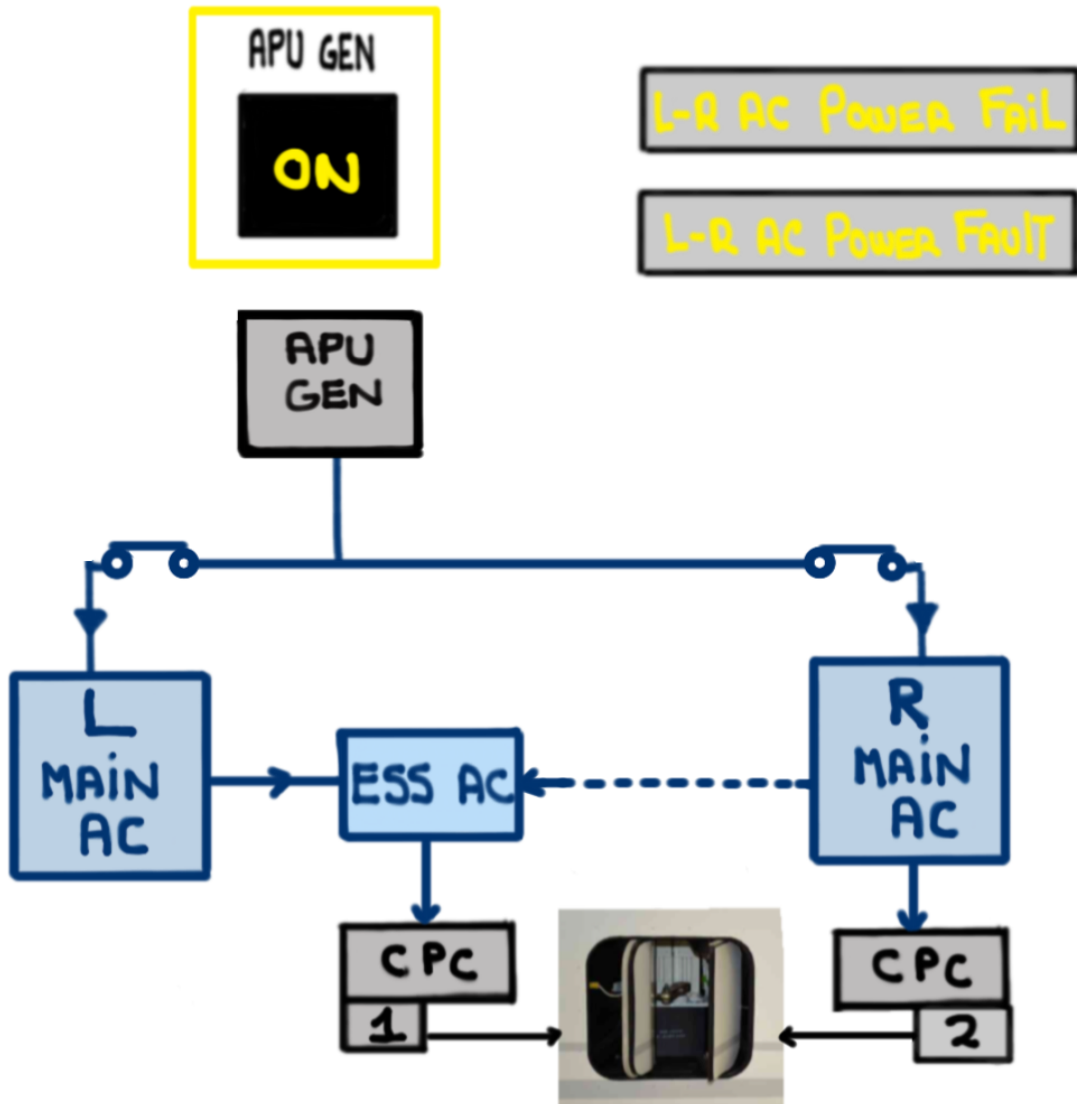 APU GEN
ON
L-R AC POWER FAiL
L-R AC POWER FAULT
APU
GEN
L
MAiN
AC
ESS AC
R
MAiN
AC
CPC
1
CPC
2